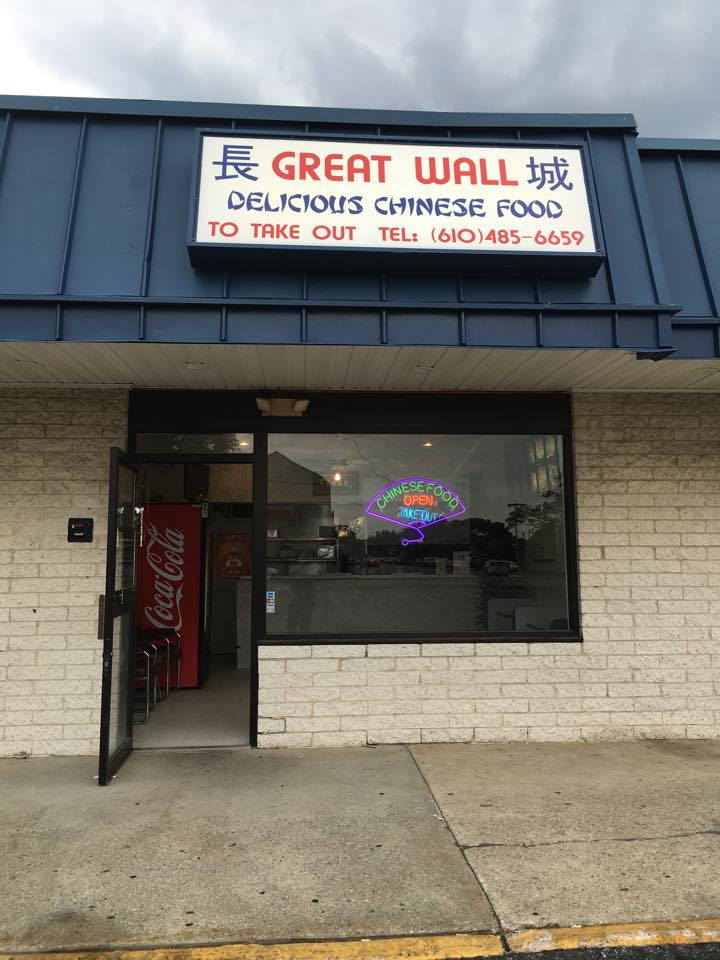 長 GREAT WALL 城
DELICIOUS CHINESE FOOD
TO TAKE OUT TEL: (610)485-6659
CHINESE FOOD
OPEN
TAKE OUT
Coca-Cola